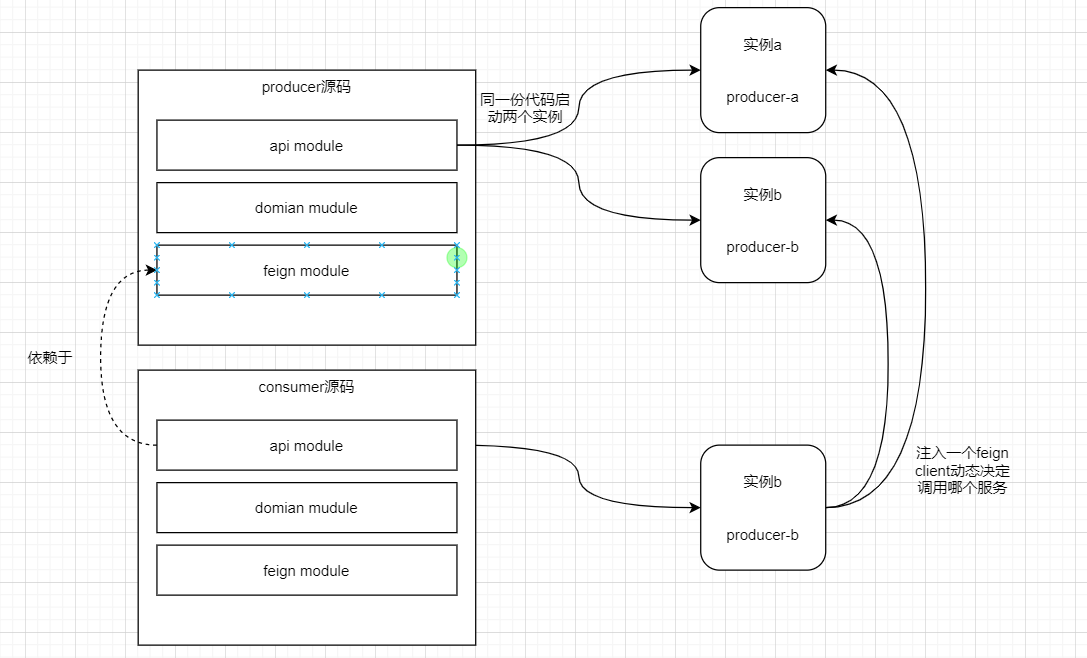 producer源码
api module
domian mudule
feign module
同一份代码启
动两个实例
实例a
producer-a
实例b
producer-b
依赖于
consumer源码
api module
domian mudule
feign module
实例b
producer-b
注入一个feign
client动态决定
调用哪个服务